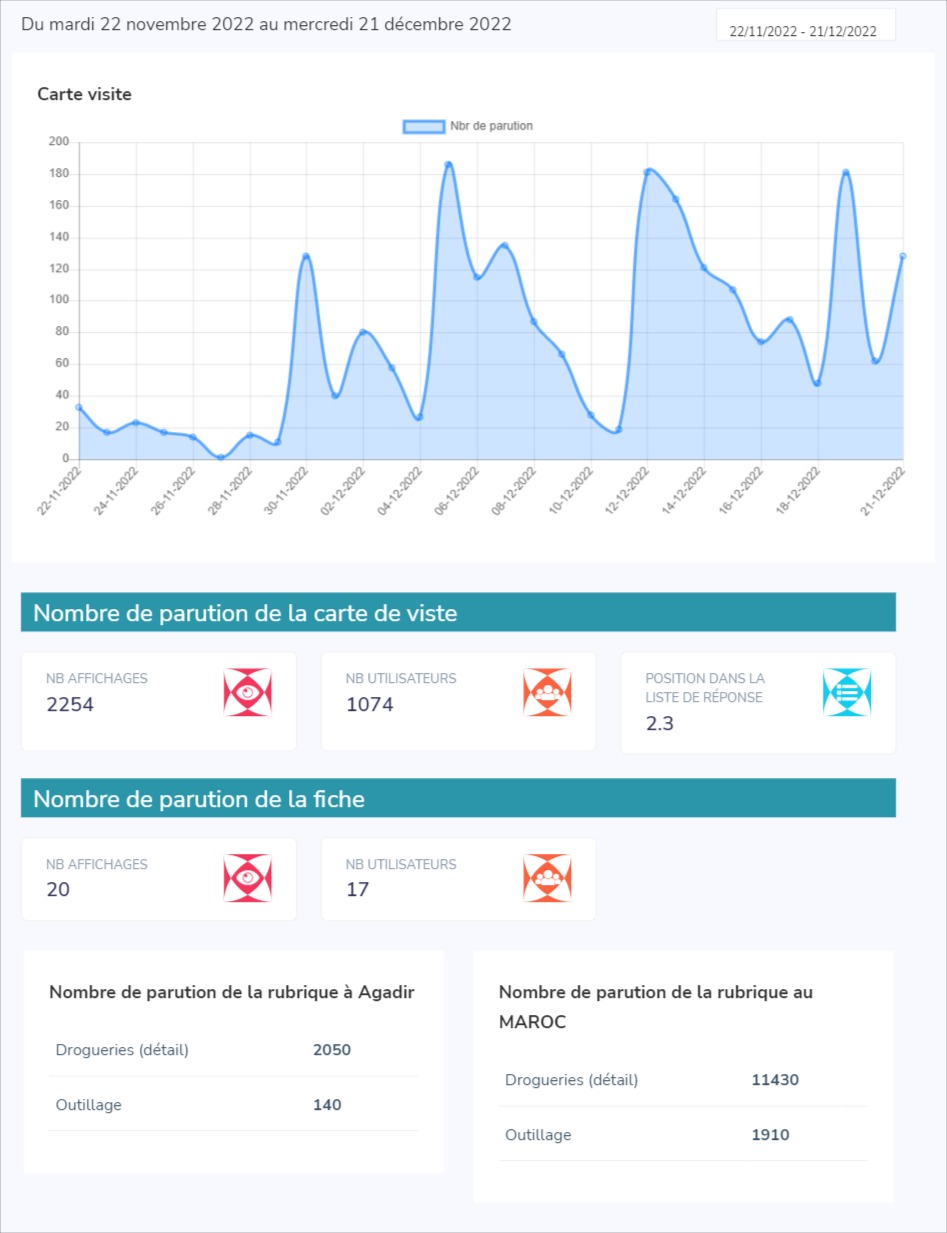 Du mardi 22 novembre 2022 au mercredi 21 décembre 2022
22/11/2022 - 21/12/2022
Carte visite
Nbr de parution
200
180
160
140
120
100
80
60
40
20
0
22-11-2022
24-11-2022
26-11-2022
28-11-2022
30-11-2022
02-12-2022
04-12-2022
06-12-2022
08-12-2022
10-12-2022
12-12-2022
14-12-2022
16-12-2022
18-12-2022
21-12-2022
Nombre de parution de la carte de viste
NB AFFICHAGES
2254
NB UTILISATEURS
1074
POSITION DANS LA
LISTE DE RÉPONSE
2.3
Nombre de parution de la fiche
NB AFFICHAGES
20
NB UTILISATEURS
17
Nombre de parution de la rubrique à Agadir
Drogueries (détail) 2050
Outillage 140
Nombre de parution de la rubrique au
MAROC
Drogueries (détail) 11430
Outillage 1910